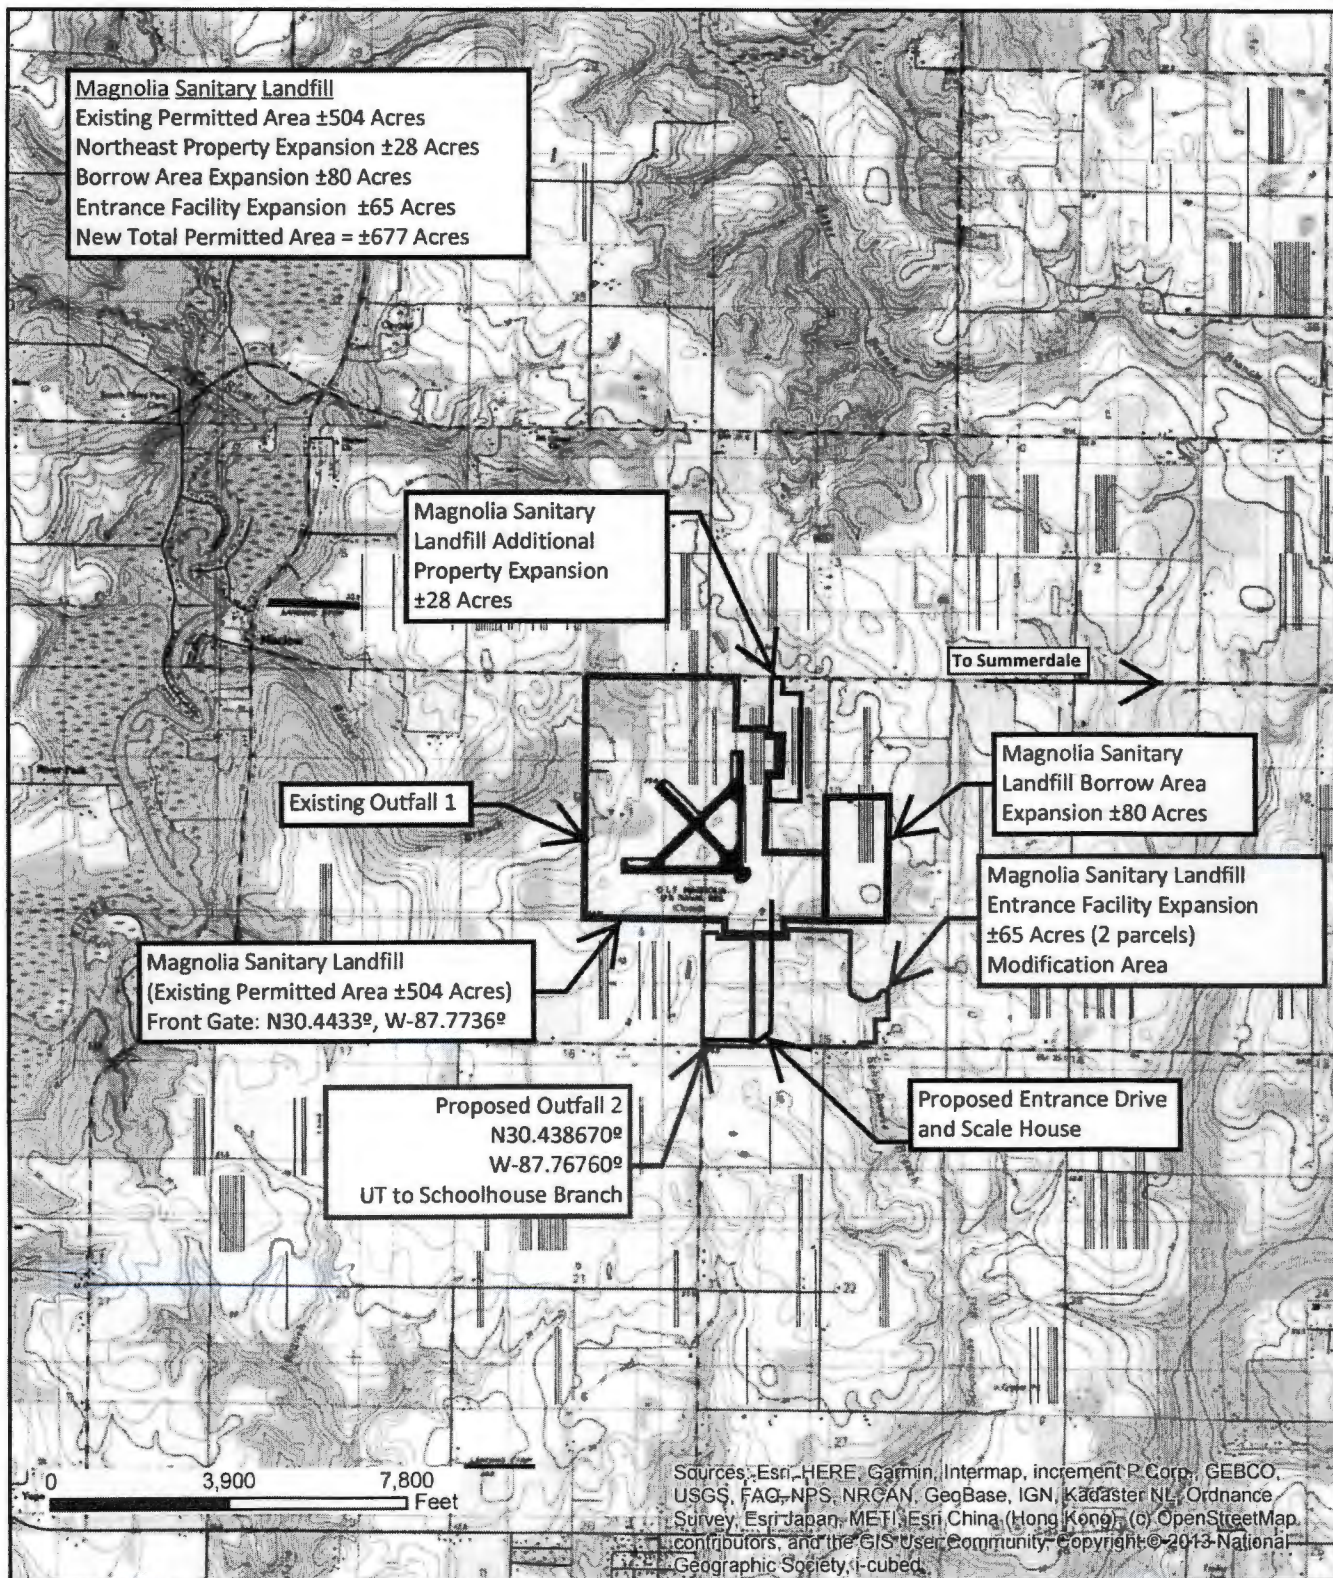 Magnolia Sanitary Landfill
Existing Permitted Area ±504 Acres
Northeast Property Expansion ±28 Acres
Borrow Area Expansion ±80 Acres
Entrance Facility Expansion ±65 Acres
New Total Permitted Area = ±677 Acres
Magnolia Sanitary
Landfill Additional
Property Expansion
±28 Acres
To Summerdale
Magnolia Sanitary
Landfill Borrow Area
Expansion ±80 Acres
Existing Outfall 1
Magnolia Sanitary Landfill
Entrance Facility Expansion
±65 Acres (2 parcels)
Modification Area
Magnolia Sanitary Landfill
(Existing Permitted Area ±504 Acres)
Front Gate: N30.4433º, W-87.7736º
Proposed Outfall 2
N30.438670º
W-87.76760º
UT to Schoolhouse Branch
Proposed Entrance Drive
and Scale House
0 3,900 7,800
Feet
Sources: Esri, HERE, Garmin, Intermap, increment P Corp., GEBCO,
USGS, FAO, NPS, NRCAN, GeoBase, IGN, Kadaster NL, Ordnance
Survey, Esri Japan, METI, Esri China (Hong Kong), (c) OpenStreetMap
contributors, and the GIS User Community, Copyright:© 2013 National
Geographic Society, i-cubed